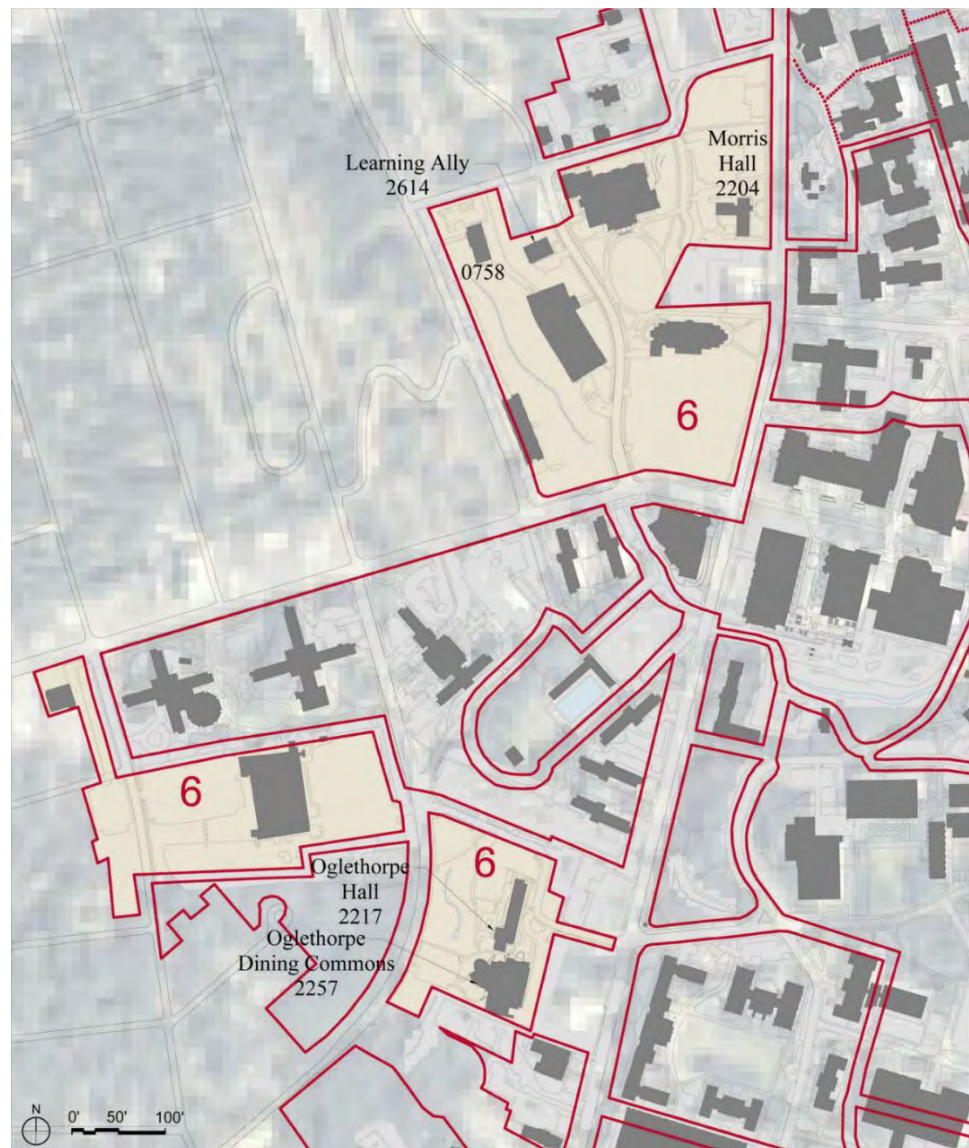 Learning Ally
2614
Morris
Hall
2204
0758
6
6
6
Oglethorpe
Hall
2217
Oglethorpe
Dining Commons
2257
N
0' 50' 100'